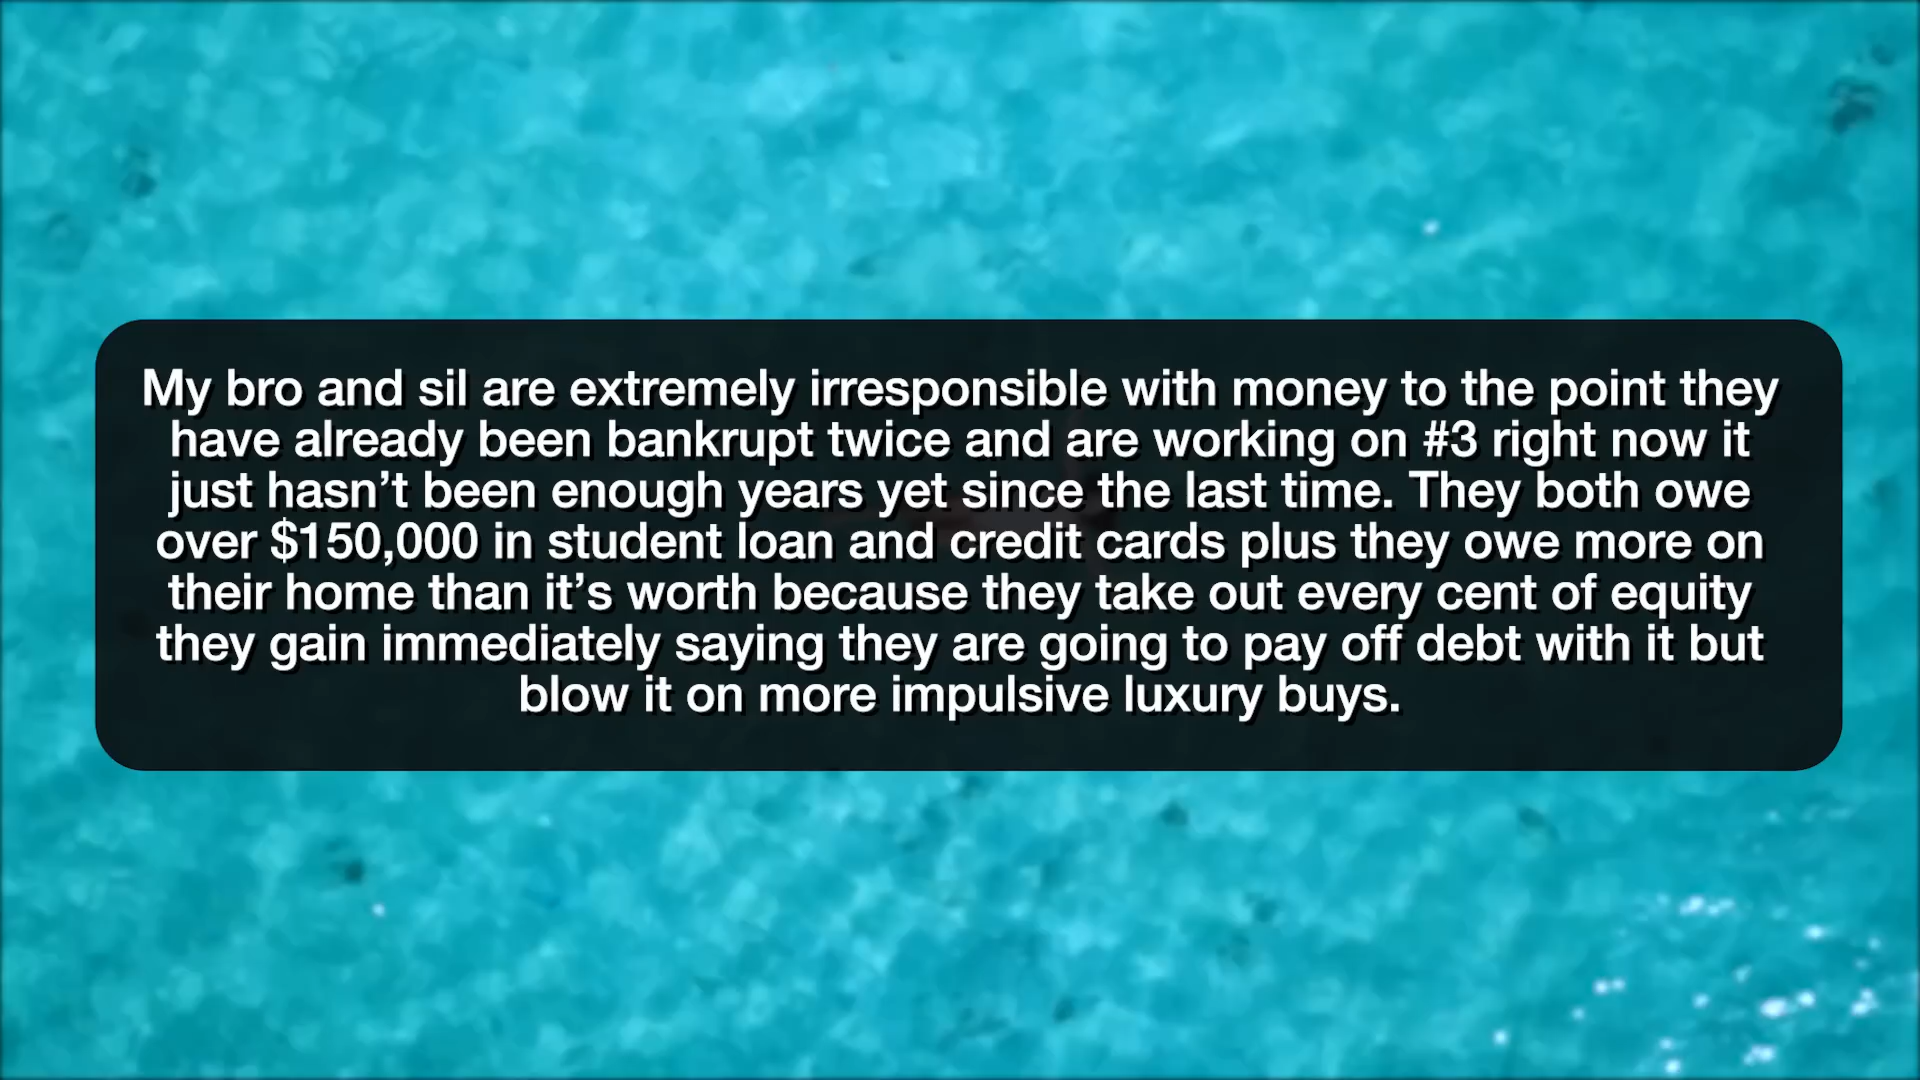 My bro and sil are extremely irresponsible with money to the point they
have already been bankrupt twice and are working on #3 right now it
just hasn’t been enough years yet since the last time. They both owe
over $150,000 in student loan and credit cards plus they owe more on
their home than it’s worth because they take out every cent of equity
they gain immediately saying they are going to pay off debt with it but
blow it on more impulsive luxury buys.